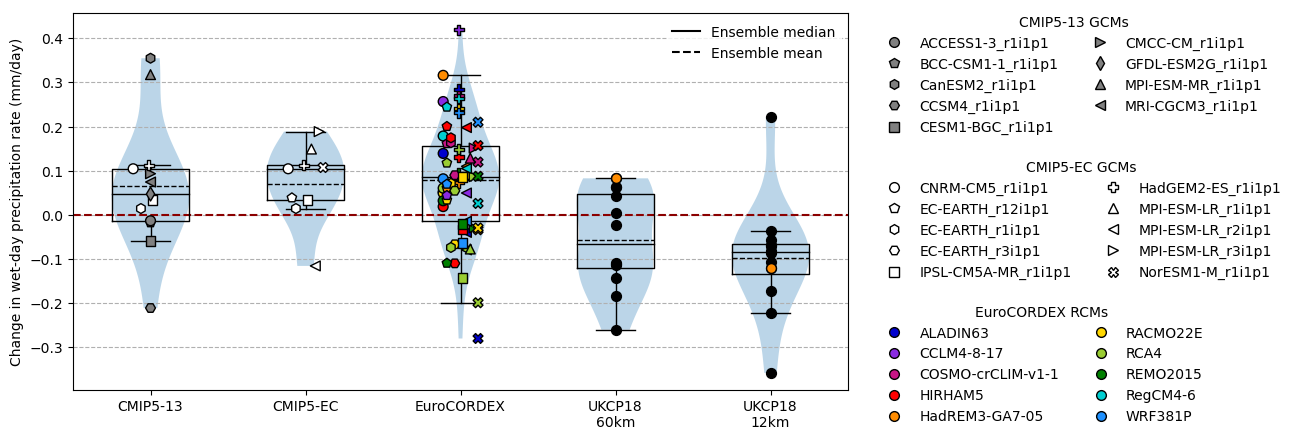 Change in wet-day precipitation rate (mm/day)
0.4
0.3
0.2
0.1
0.0
−0.1
−0.2
−0.3
CMIP5-13
CMIP5-EC
EuroCORDEX
UKCP18
60km
UKCP18
12km
Ensemble median
Ensemble mean
CMIP5-13 GCMs
ACCESS1-3_r1i1p1
BCC-CSM1-1_r1i1p1
CanESM2_r1i1p1
CCSM4_r1i1p1
CESM1-BGC_r1i1p1
CMCC-CM_r1i1p1
GFDL-ESM2G_r1i1p1
MPI-ESM-MR_r1i1p1
MRI-CGCM3_r1i1p1
CMIP5-EC GCMs
CNRM-CM5_r1i1p1
EC-EARTH_r12i1p1
EC-EARTH_r1i1p1
EC-EARTH_r3i1p1
IPSL-CM5A-MR_r1i1p1
HadGEM2-ES_r1i1p1
MPI-ESM-LR_r1i1p1
MPI-ESM-LR_r2i1p1
MPI-ESM-LR_r3i1p1
NorESM1-M_r1i1p1
EuroCORDEX RCMs
ALADIN63
CCLM4-8-17
COSMO-crCLIM-v1-1
HIRHAM5
HadREM3-GA7-05
RACMO22E
RCA4
REMO2015
RegCM4-6
WRF381P